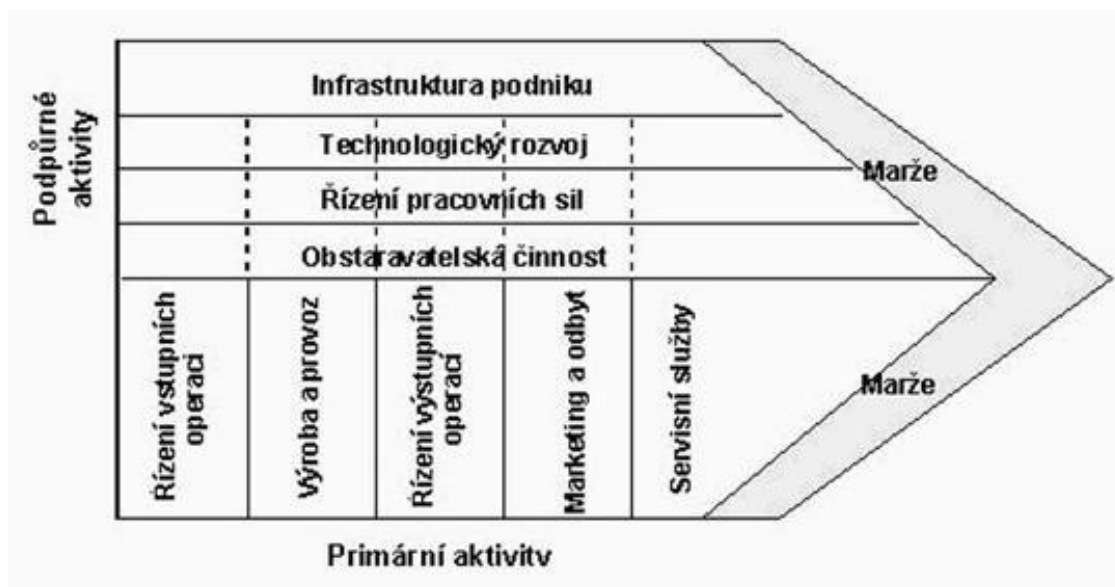 Podpůrné
aktivity
Infrastruktura podniku
Technologický rozvoj
Řízení pracovních sil
Obstaravatelská činnost
Marže
Řízení vstupních
operací
Výroba a provoz
Řízení výstupních
operací
Marketing a odbyt
Servisní služby
Marže
Primární aktivity